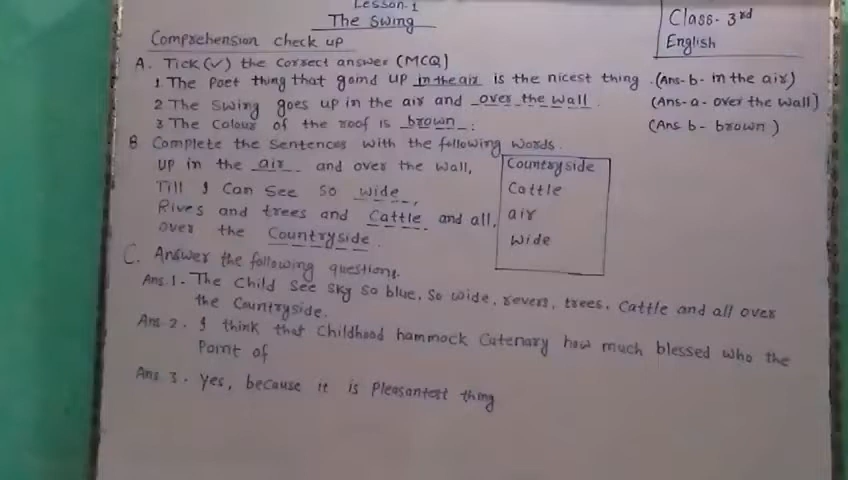 Lesson-1
The Swing
Class- 3rd
English
Comprehension check up
A. Tick (✓) the correct answer (MCQ)
1. The Poet thing that goind up in the air is the nicest thing. (Ans-b- in the air)
2 The Swing goes up in the air and over the wall. (Ans-a- over the wall)
3 The Colour of the roof is brown. (Ans b- brown)
B Complete the Sentences with the following words.
Up in the air and over the wall,
Till I Can See So wide,
Rives and trees and Cattle and all,
over the Countryside.
Countryside
Cattle
air
wide
C. Answer the following questions.
Ans.1- The Child See Sky So blue, So wide, revers, trees, Cattle and all over
the Countryside.
Ans 2. I think that Childhood hammock Catenary how much blessed who the
Point of
Ans 3. Yes, because it is Pleasantest thing